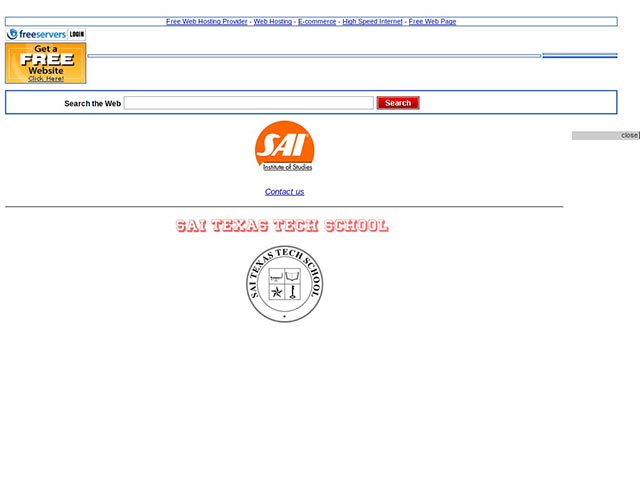 Free Web Hosting Provider - Web Hosting - E-commerce - High Speed Internet - Free Web Page
freeservers LOGIN
Get a
FREE
Website
Click Here!
Search the Web Search
close
SAI
Institute of Studies
Contact us
SAI TEXAS TECH SCHOOL
SAI TEXAS TECH SCHOOL